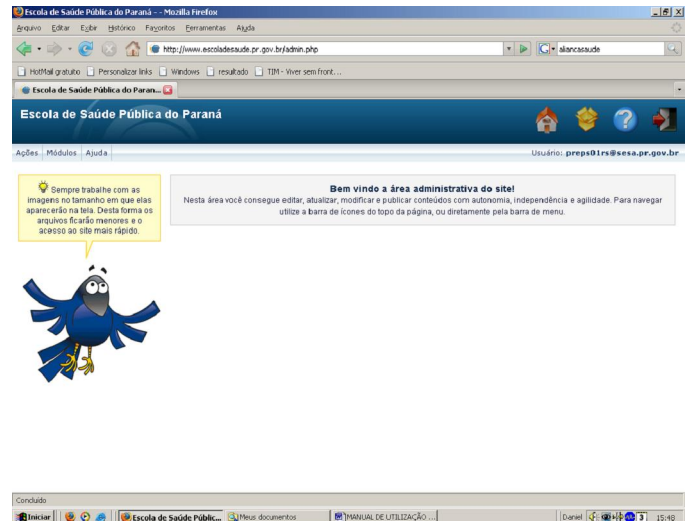 Escola de Saúde Pública do Paraná - - Mozilla Firefox
Arquivo Editar Exibir Histórico Favoritos Ferramentas Ajuda
http://www.escoladesaude.pr.gov.br/admin.php
aliancasaude
HotMail gratuito Personalizar links Windows resultado TIM - Viver sem front...
Escola de Saúde Pública do Paran...
Escola de Saúde Pública do Paraná
Ações Módulos Ajuda
Usuário: preps01rs@sesa.pr.gov.br
Sempre trabalhe com as
imagens no tamanho em que elas
aparecerão na tela. Desta forma os
arquivos ficarão menores e o
acesso ao site mais rápido.
Bem vindo a área administrativa do site!
Nesta área você consegue editar, atualizar, modificar e publicar conteúdos com autonomia, independência e agilidade. Para navegar
utilize a barra de ícones do topo da página, ou diretamente pela barra de menu.
Concluído
Iniciar
Escola de Saúde Públic...
Meus documentos
MANUAL DE UTILIZAÇÃO ...
Daniel
3
15:48